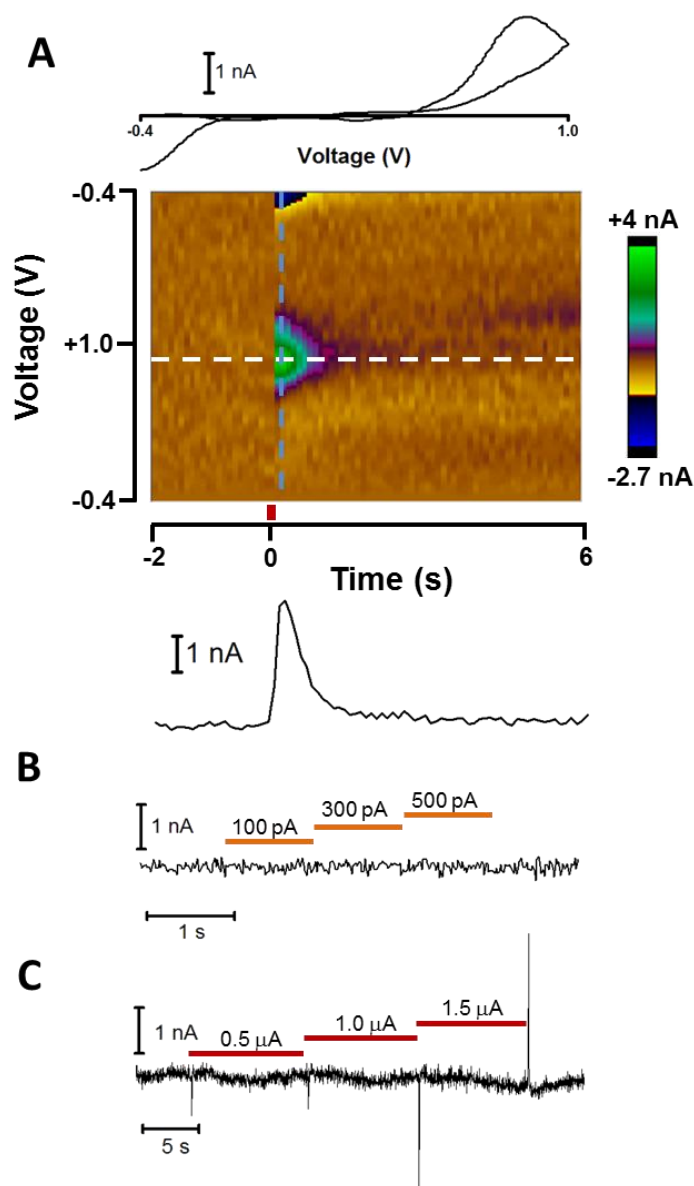 A
1 nA
-0.4
1.0
Voltage (V)
-0.4
+1.0
-0.4
Voltage (V)
+4 nA
-2.7 nA
-2
0
6
Time (s)
1 nA
B
1 nA
100 pA
300 pA
500 pA
1 s
C
1 nA
0.5 μA
1.0 μA
1.5 μA
5 s